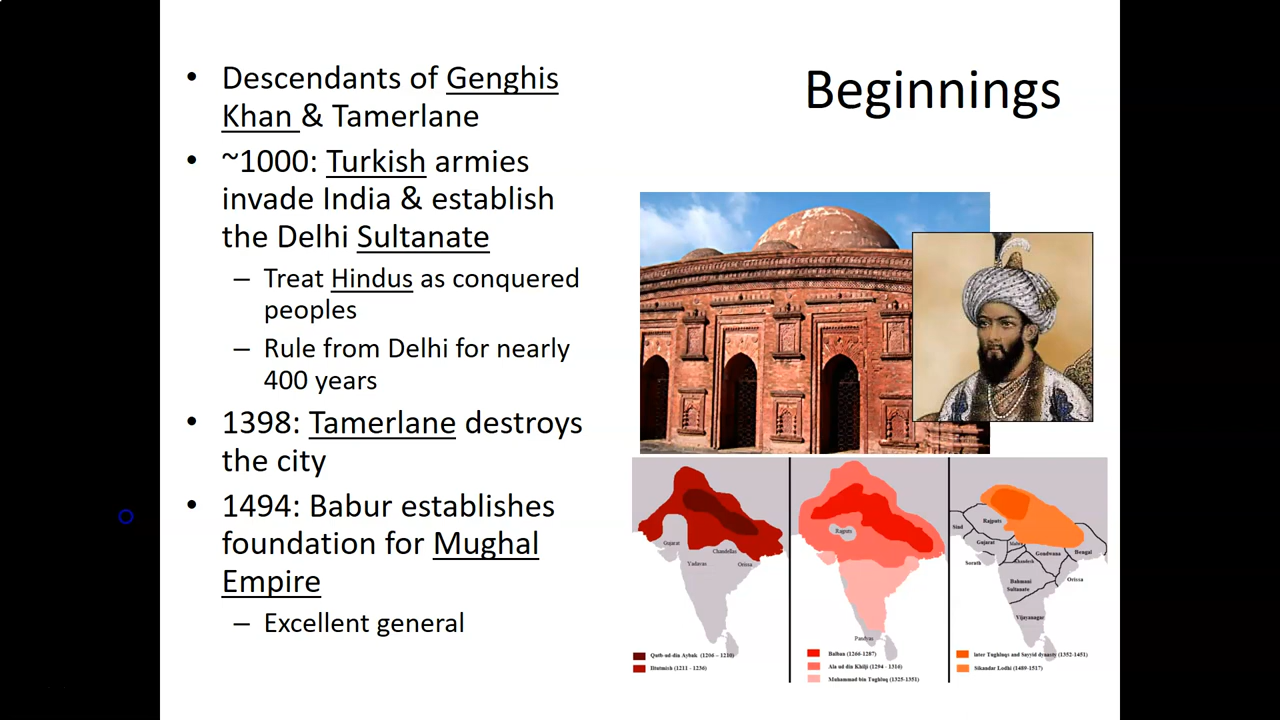 Beginnings
• Descendants of Genghis
Khan & Tamerlane
• ~1000: Turkish armies
invade India & establish
the Delhi Sultanate
– Treat Hindus as conquered
peoples
– Rule from Delhi for nearly
400 years
• 1398: Tamerlane destroys
the city
• 1494: Babur establishes
foundation for Mughal
Empire
– Excellent general
Gujarat
Chandellas
Yadavas
Orissa
Qutb-ud-din Aybak (1206 – 1210)
Iltutmish (1211 - 1236)
Rajputs
Pandyas
Balban (1266-1287)
Ala ud din Khilji (1294 - 1316)
Muhammad bin Tughluq (1325-1351)
Rajputs
Sind
Gujarat
Malwa
Gondwana
Bengal
Khandesh
Sorath
Orissa
Bahmani
Sultanate
Vijayanagar
later Tughluqs and Sayyid dynasty (1352-1451)
Sikandar Lodhi (1489-1517)